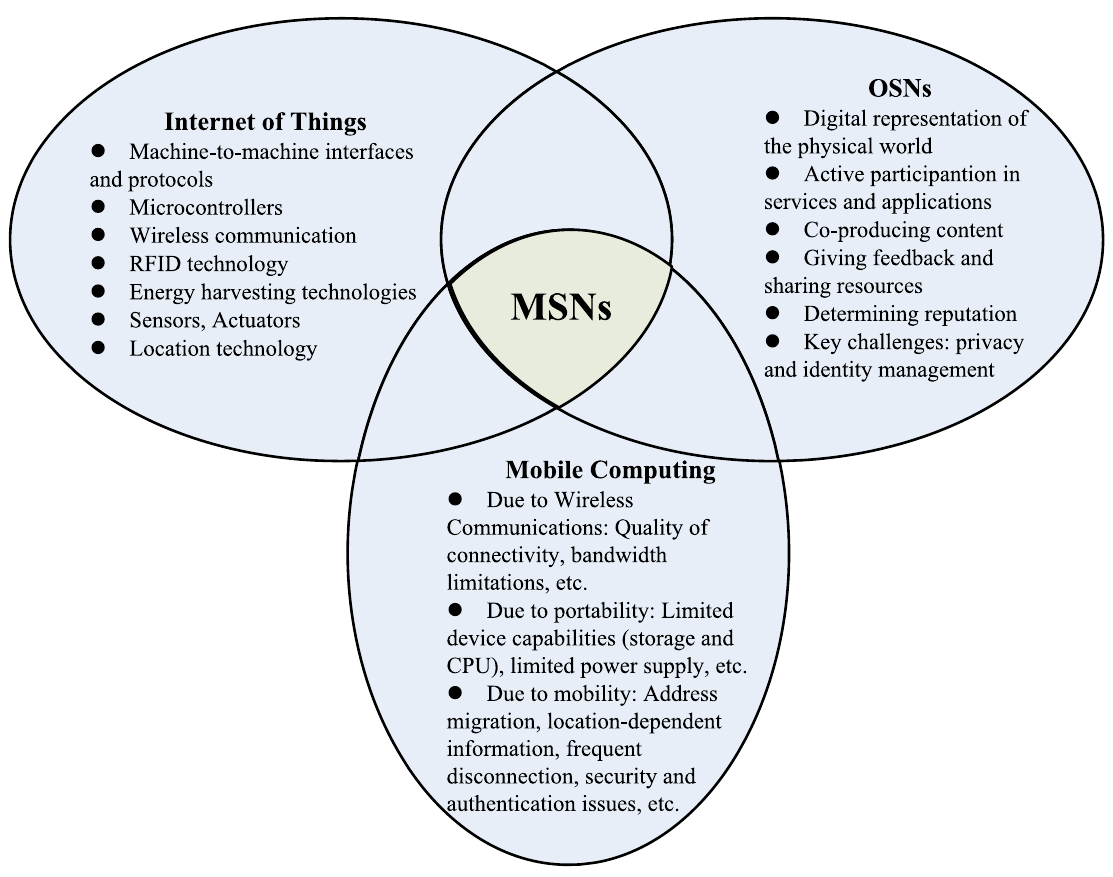 Internet of Things
● Machine-to-machine interfaces
and protocols
● Microcontrollers
● Wireless communication
● RFID technology
● Energy harvesting technologies
● Sensors, Actuators
● Location technology
OSNs
● Digital representation of
the physical world
● Active participantion in
services and applications
● Co-producing content
● Giving feedback and
sharing resources
● Determining reputation
● Key challenges: privacy
and identity management
MSNs
Mobile Computing
● Due to Wireless
Communications: Quality of
connectivity, bandwidth
limitations, etc.
● Due to portability: Limited
device capabilities (storage and
CPU), limited power supply, etc.
● Due to mobility: Address
migration, location-dependent
information, frequent
disconnection, security and
authentication issues, etc.